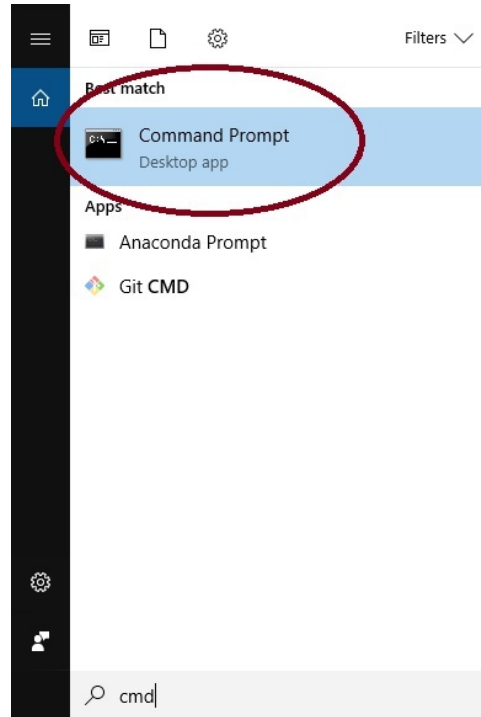 Filters
Best match
C:\_
Command Prompt
Desktop app
Apps
Anaconda Prompt
Git CMD
cmd